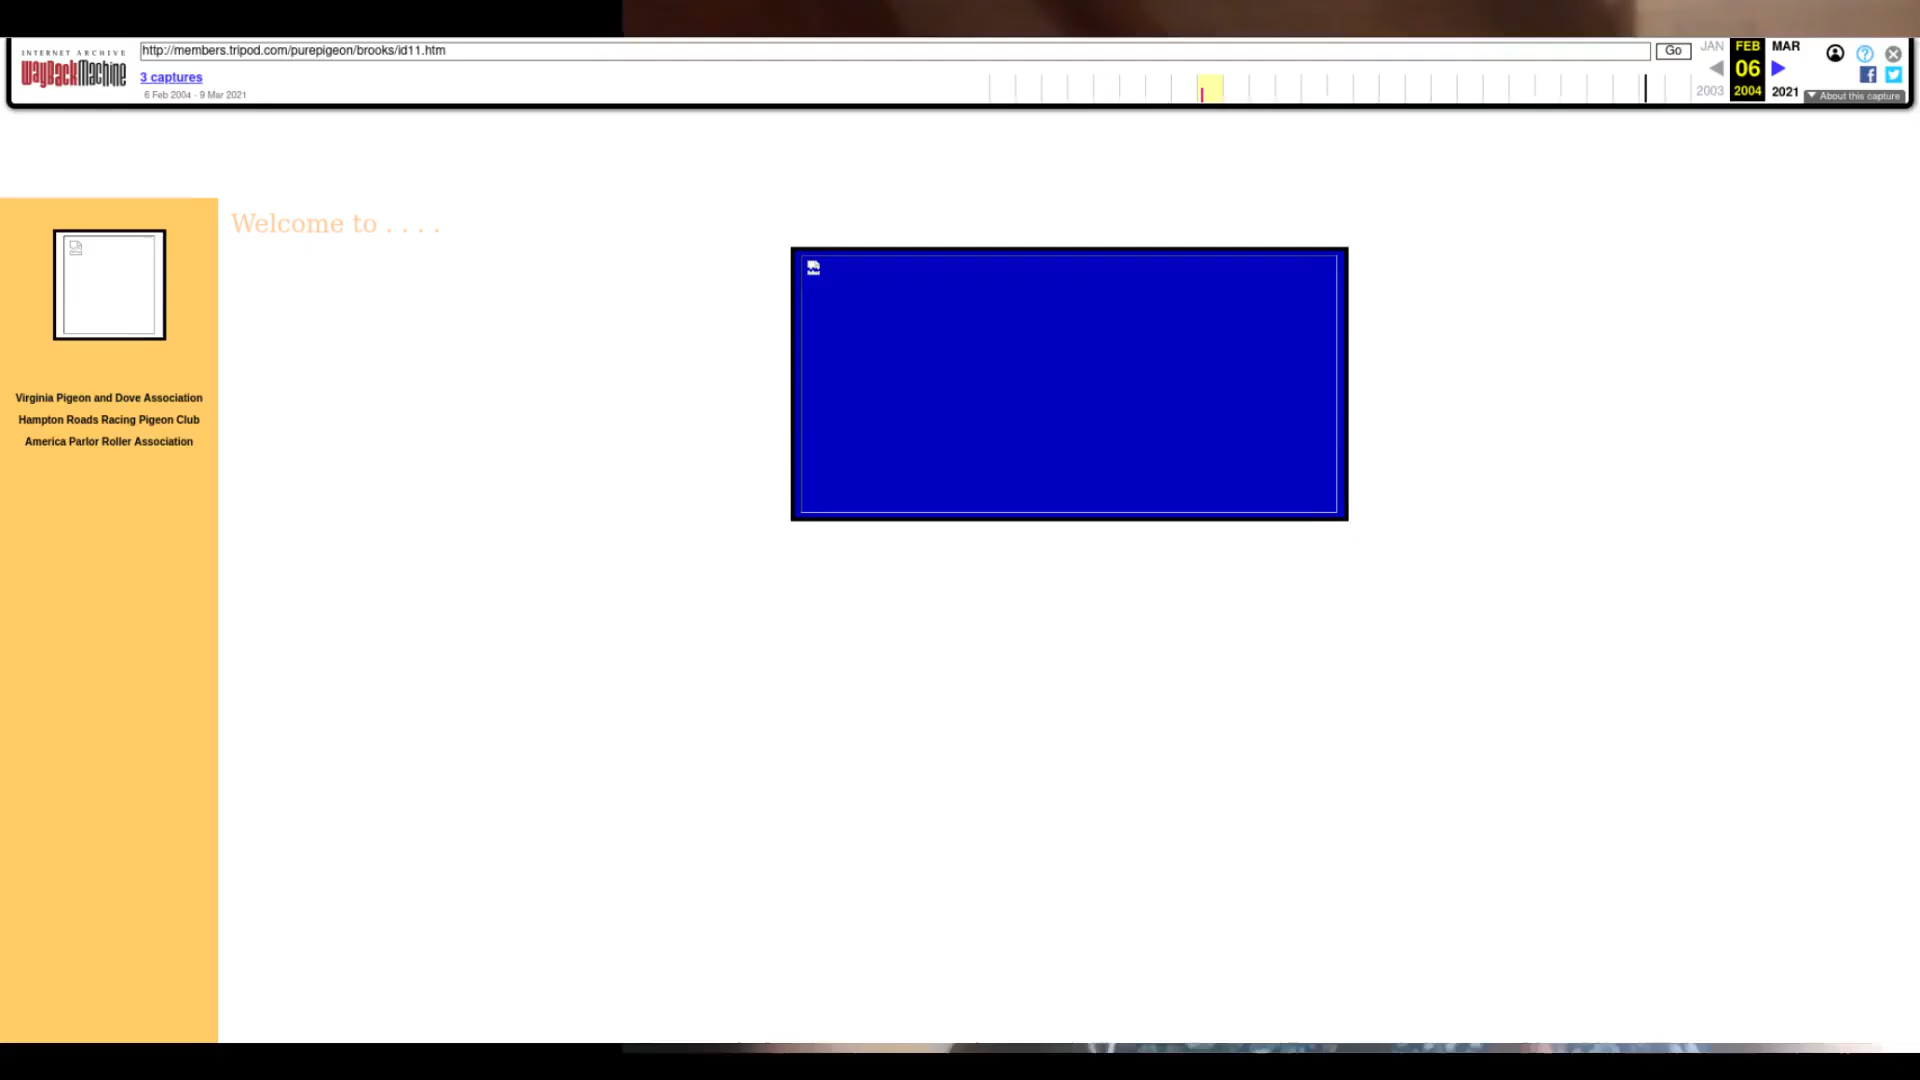 INTERNET ARCHIVE
WayBackMachine
http://members.tripod.com/purepigeon/brooks/id11.htm
Go
3 captures
6 Feb 2004 - 9 Mar 2021
JAN
FEB
MAR
06
2003
2004
2021
About this capture
Welcome to . . . .
Virginia Pigeon and Dove Association
Hampton Roads Racing Pigeon Club
America Parlor Roller Association